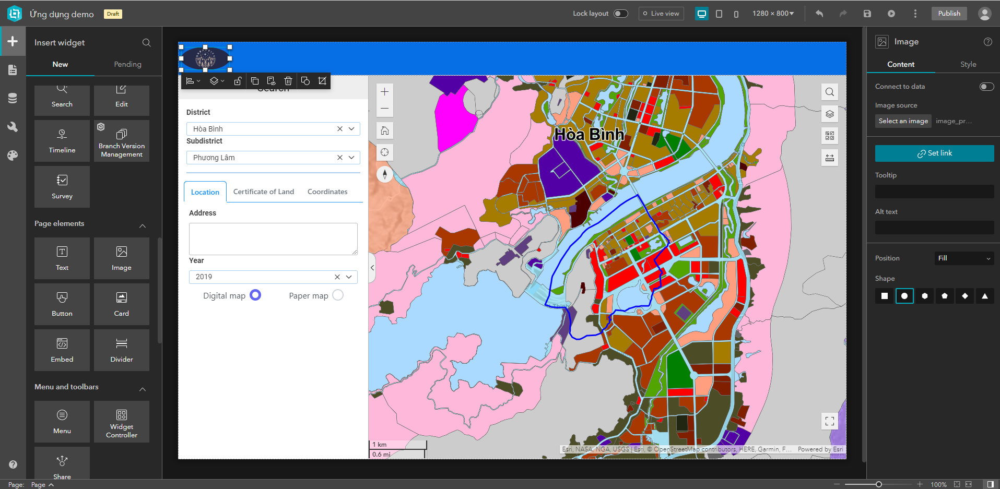 Ứng dụng demo
Draft
Lock layout
Live view
1280 × 800
Publish
Insert widget
New
Pending
Search
Edit
Timeline
Branch Version
Management
Survey
Page elements
Text
Image
Button
Card
Embed
Divider
Menu and toolbars
Menu
Widget
Controller
Share
Search
District
Hòa Bình
Subdistrict
Phương Lâm
Location
Certificate of Land
Coordinates
Address
Year
2019
Digital map
Paper map
Hòa Bình
1 km
0.6 mi
Esri, NASA, NGA, USGS | Esri, © OpenStreetMap contributors, HERE, Garmin, F...
Powered by Esri
Image
Content
Style
Connect to data
Image source
Select an image
image_pr...
Set link
Tooltip
Alt text
Position
Fill
Shape
Page:
Page
100%